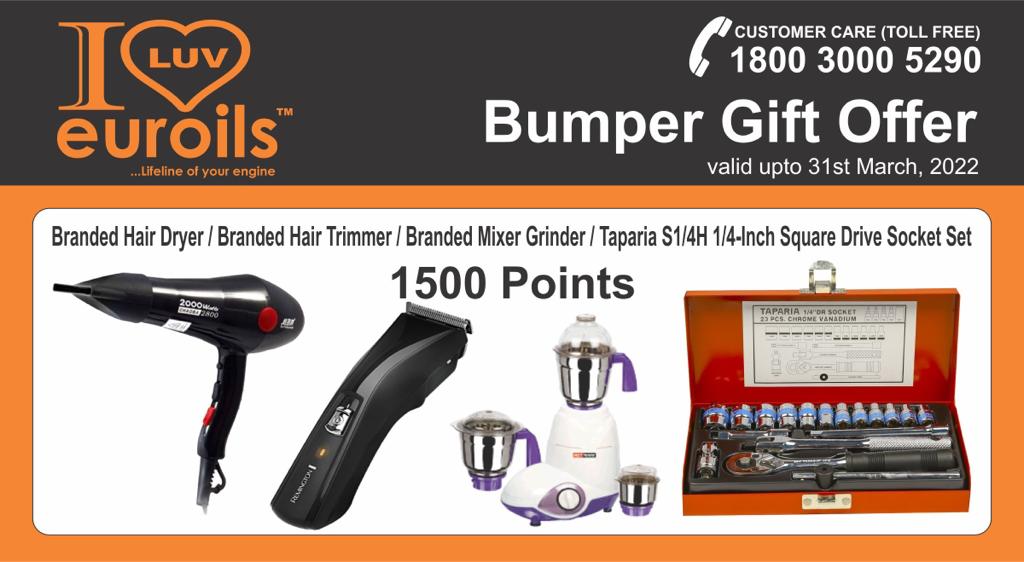 I LUV
euroils™
...Lifeline of your engine
CUSTOMER CARE (TOLL FREE)
1800 3000 5290
Bumper Gift Offer
valid upto 31st March, 2022
Branded Hair Dryer / Branded Hair Trimmer / Branded Mixer Grinder / Taparia S1/4H 1/4-Inch Square Drive Socket Set
1500 Points
2000 Watts
CHAOBA 2800
REMINGTON
TAPARIA 1/4"DR SOCKET
23 PCS. CHROME VANADIUM